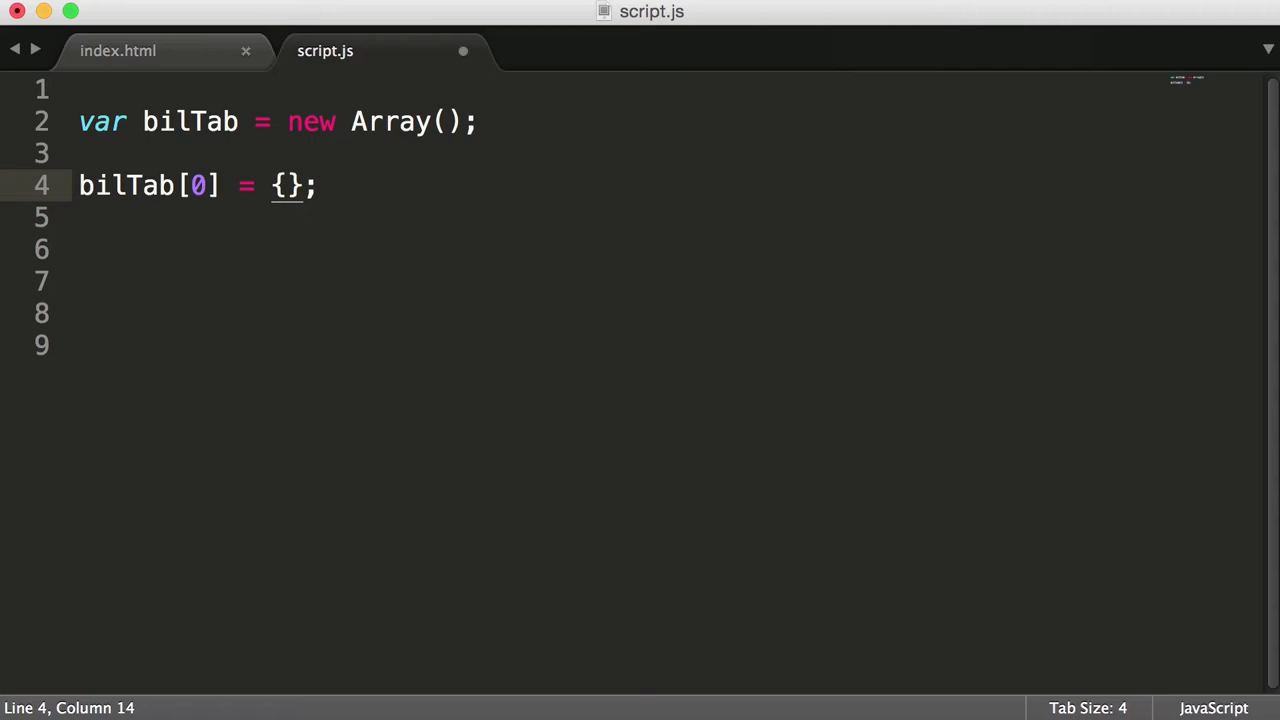 script.js
index.html × script.js
1
2 var bilTab = new Array();
3
4 bilTab[0] = {};
5
6
7
8
9
Line 4, Column 14 Tab Size: 4 JavaScript